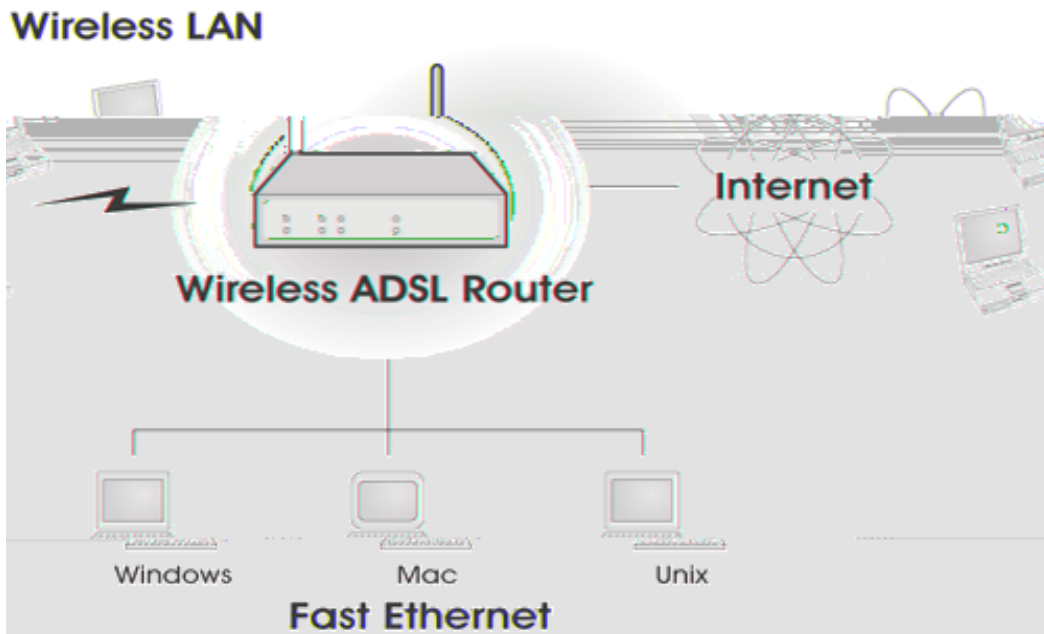 Wireless LAN
Internet
Wireless ADSL Router
Windows
Mac
Unix
Fast Ethernet